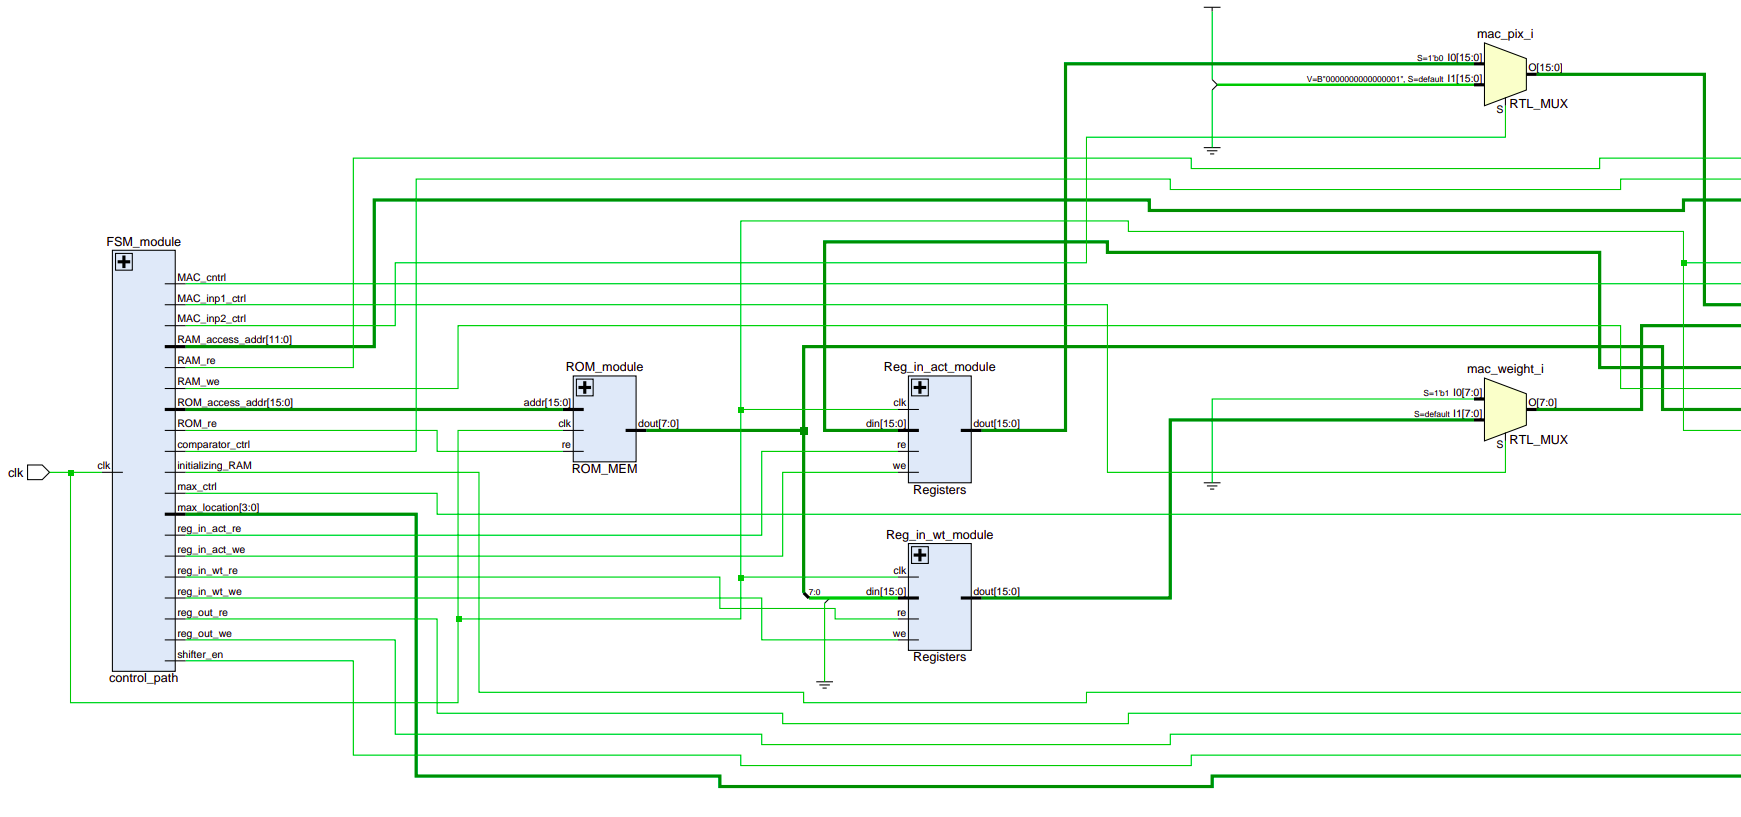 mac_pix_i
S=1'b0 I0[15:0]
V=B"0000000000000001", S=default I1[15:0]
O[15:0]
S
RTL_MUX
FSM_module
MAC_cntrl
MAC_inp1_ctrl
MAC_inp2_ctrl
RAM_access_addr[11:0]
RAM_re
RAM_we
ROM_access_addr[15:0]
ROM_re
comparator_ctrl
initializing_RAM
max_ctrl
max_location[3:0]
reg_in_act_re
reg_in_act_we
reg_in_wt_re
reg_in_wt_we
reg_out_re
reg_out_we
shifter_en
clk
clk
control_path
ROM_module
addr[15:0]
clk
re
dout[7:0]
ROM_MEM
Reg_in_act_module
clk
din[15:0]
re
we
dout[15:0]
Registers
Reg_in_wt_module
clk
7:0
din[15:0]
re
we
dout[15:0]
Registers
mac_weight_i
S=1'b1 I0[7:0]
S=default I1[7:0]
O[7:0]
S
RTL_MUX